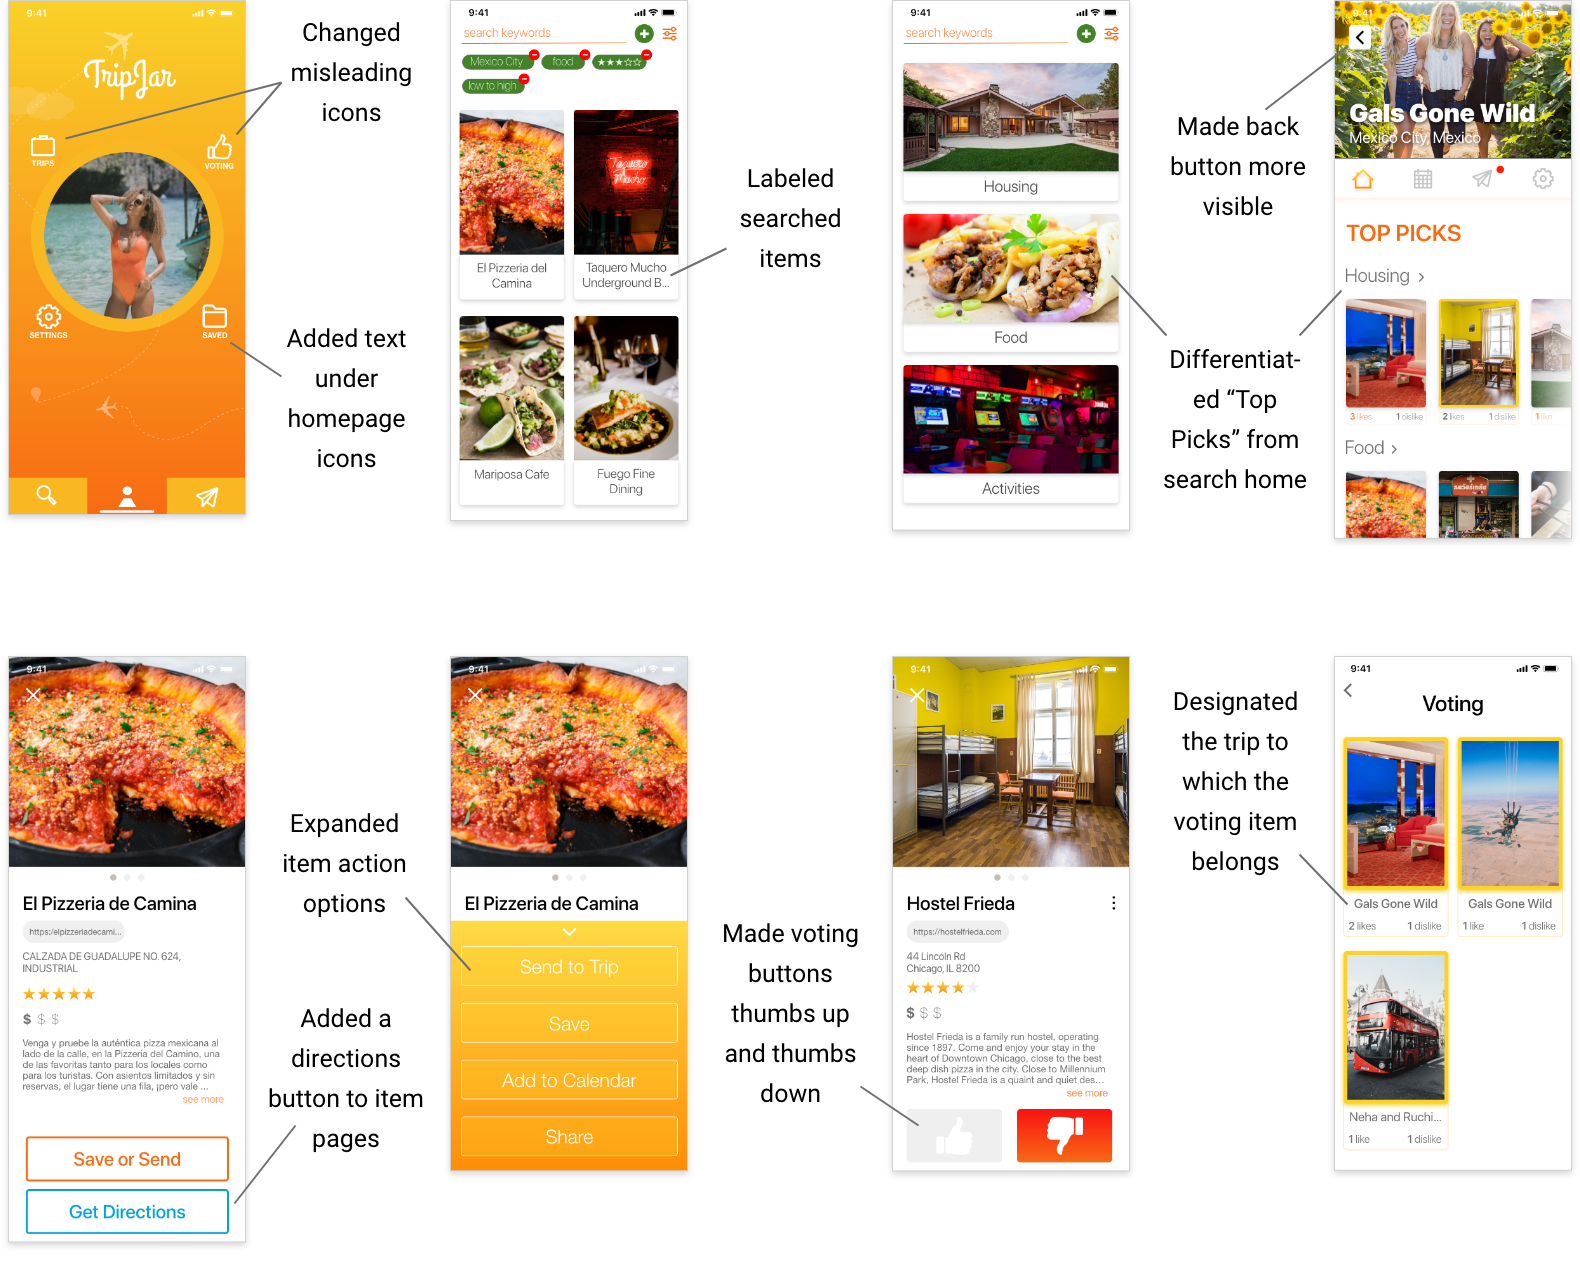 9:41
TripJar
TRIPS
VOTING
SETTINGS
SAVED
Changed
misleading
icons
Added text
under
homepage
icons
9:41
search keywords
Mexico City
food
★★★☆☆
low to high
Taquero
Mucho
El Pizzeria del
Camina
Taquero Mucho
Underground B...
Mariposa Cafe
Fuego Fine
Dining
Labeled
searched
items
9:41
search keywords
Housing
Food
Activities
Made back
button more
visible
Differentiat-
ed “Top
Picks” from
search home
9:41
Gals Gone Wild
Mexico City, Mexico
TOP PICKS
Housing >
3 likes
1 dislike
2 likes
1 dislike
1 like
Food >
9:41
El Pizzeria de Camina
https:/elpizzeriadecami...
CALZADA DE GUADALUPE NO. 624,
INDUSTRIAL
★★★★★
$ $ $
Venga y pruebe la auténtica pizza mexicana al
lado de la calle, en la Pizzeria del Camino, una
de las favoritas tanto para los locales como
para los turistas. Con asientos limitados y sin
reservas, el lugar tiene una fila, ¡pero vale ...
see more
Save or Send
Get Directions
Expanded
item action
options
Added a
directions
button to item
pages
9:41
El Pizzeria de Camina
Send to Trip
Save
Add to Calendar
Share
Made voting
buttons
thumbs up
and thumbs
down
9:41
Hostel Frieda
https://hostelfrieda.com
44 Lincoln Rd
Chicago, IL 8200
★★★★★
$ $ $
Hostel Frieda is a family run hostel, operating
since 1897. Come and enjoy your stay in the
heart of Downtown Chicago, close to the best
deep dish pizza in the city. Close to Millennium
Park, Hostel Frieda is a quaint and quiet des...
see more
Designated
the trip to
which the
voting item
belongs
9:41
Voting
Gals Gone Wild
2 likes
1 dislike
Gals Gone Wild
1 like
1 dislike
Neha and Ruchi...
1 like
1 dislike